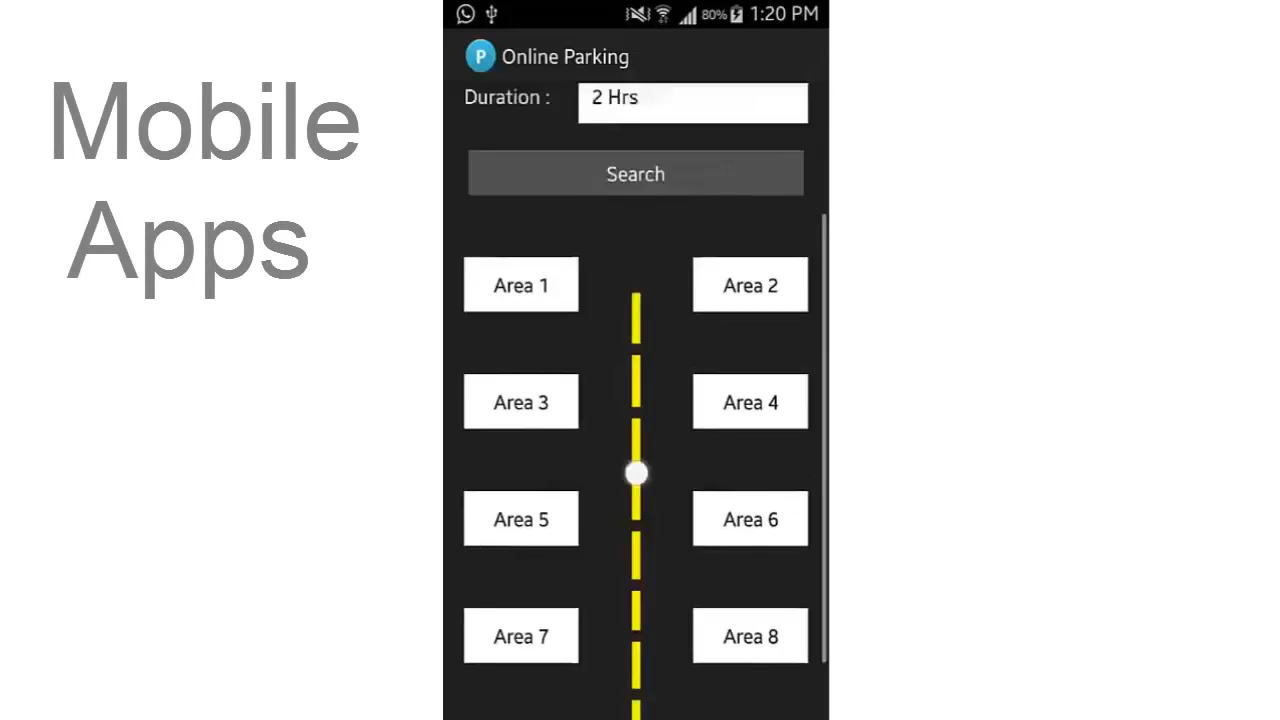 Mobile
Apps
80% 1:20 PM
P Online Parking
Duration : 2 Hrs
Search
Area 1 Area 2
Area 3 Area 4
Area 5 Area 6
Area 7 Area 8